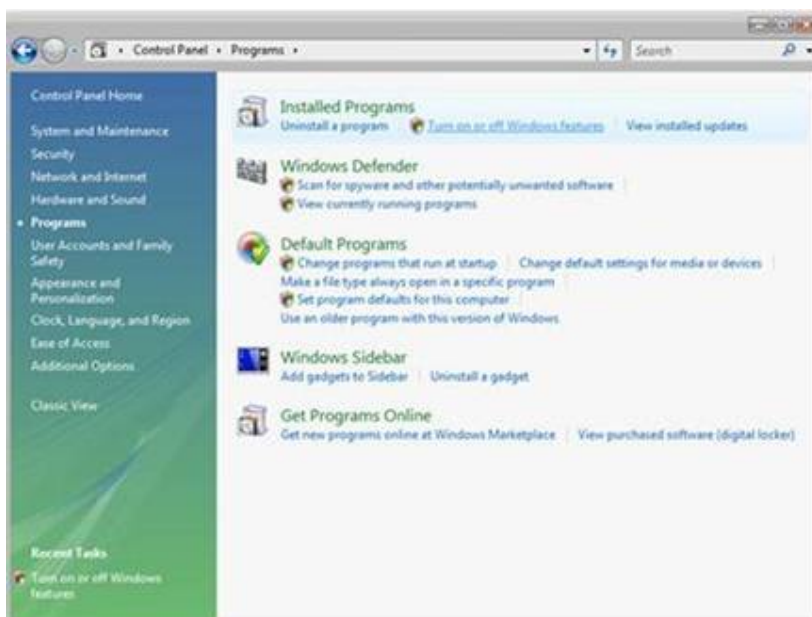 Control Panel Programs
Search
Control Panel Home
System and Maintenance
Security
Network and Internet
Hardware and Sound
Programs
User Accounts and Family
Safety
Appearance and
Personalization
Clock, Language, and Region
Ease of Access
Additional Options
Classic View
Recent Tasks
Turn on or off Windows
features
Installed Programs
Uninstall a program Turn on or off Windows features View installed updates
Windows Defender
Scan for spyware and other potentially unwanted software
View currently running programs
Default Programs
Change programs that run at startup Change default settings for media or devices
Make a file type always open in a specific program
Set program defaults for this computer
Use an older program with this version of Windows
Windows Sidebar
Add gadgets to Sidebar Uninstall a gadget
Get Programs Online
Get new programs online at Windows Marketplace View purchased software (digital locker)